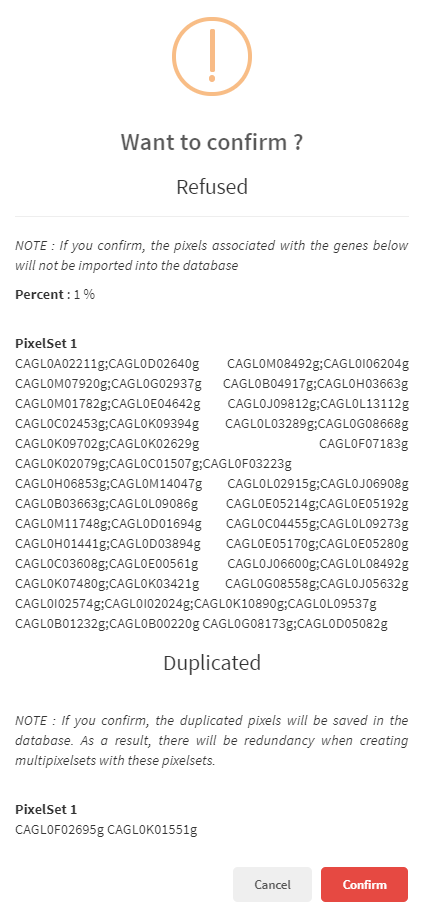 Want to confirm ?
Refused
NOTE : If you confirm, the pixels associated with the genes below
will not be imported into the database
Percent : 1 %
PixelSet 1
CAGL0A02211g;CAGL0D02640g CAGL0M08492g;CAGL0I06204g
CAGL0M07920g;CAGL0G02937g CAGL0B04917g;CAGL0H03663g
CAGL0M01782g;CAGL0E04642g CAGL0J09812g;CAGL0L13112g
CAGL0C02453g;CAGL0K09394g CAGL0L03289g;CAGL0G08668g
CAGL0K09702g;CAGL0K02629g CAGL0F07183g
CAGL0K02079g;CAGL0C01507g;CAGL0F03223g
CAGL0H06853g;CAGL0M14047g CAGL0L02915g;CAGL0J06908g
CAGL0B03663g;CAGL0L09086g CAGL0E05214g;CAGL0E05192g
CAGL0M11748g;CAGL0D01694g CAGL0C04455g;CAGL0L09273g
CAGL0H01441g;CAGL0D03894g CAGL0E05170g;CAGL0E05280g
CAGL0C03608g;CAGL0E00561g CAGL0J06600g;CAGL0L08492g
CAGL0K07480g;CAGL0K03421g CAGL0G08558g;CAGL0J05632g
CAGL0I02574g;CAGL0I02024g;CAGL0K10890g;CAGL0L09537g
CAGL0B01232g;CAGL0B00220g CAGL0G08173g;CAGL0D05082g
Duplicated
NOTE : If you confirm, the duplicated pixels will be saved in the
database. As a result, there will be redundancy when creating
multipixelsets with these pixelsets.
PixelSet 1
CAGL0F02695g CAGL0K01551g
Cancel Confirm